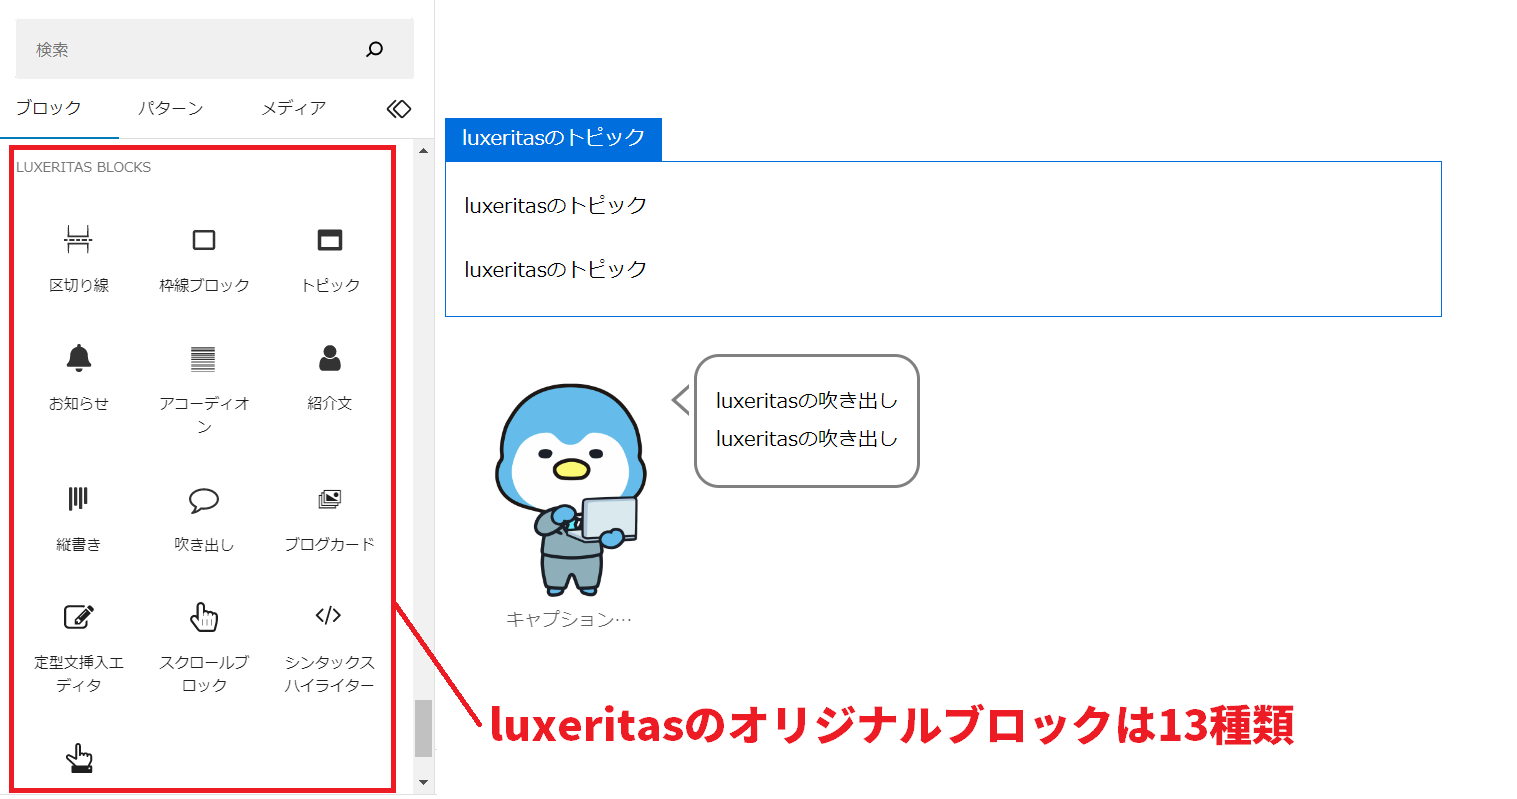 検索
ブロック
パターン
メディア
LUXERITAS BLOCKS
区切り線
枠線ブロック
トピック
お知らせ
アコーディオ
ン
紹介文
縦書き
吹き出し
ブログカード
定型文挿入エ
ディタ
スクロールブ
ロック
シンタックス
ハイライター
luxeritasのトピック
luxeritasのトピック
luxeritasのトピック
luxeritasの吹き出し
luxeritasの吹き出し
キャプション…
luxeritasのオリジナルブロックは13種類